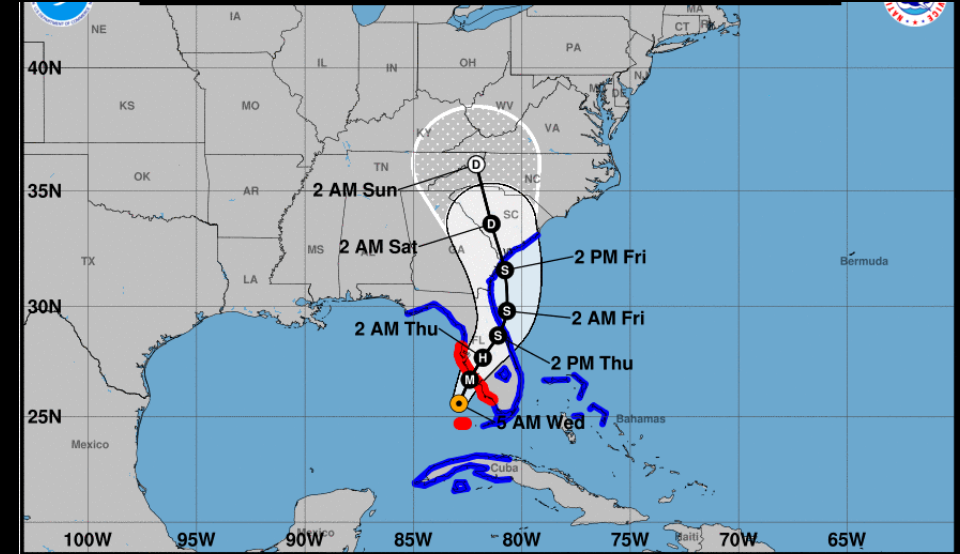 IA
MA
NE
CT
PA
40N
IL
IN
OH
NJ
DE
KS
MO
WV
KY
VA
TN
OK
D
NC
2 AM Sun
35N
AR
SC
D
2 AM Sat
MS
AL
GA
2 PM Fri
TX
S
Bermuda
LA
30N
S
2 AM Fri
2 AM Thu
S
FL
H
2 PM Thu
M
25N
5 AM Wed
Bahamas
Mexico
Cuba
Mexico
Haiti
100W
95W
90W
85W
80W
75W
70W
65W